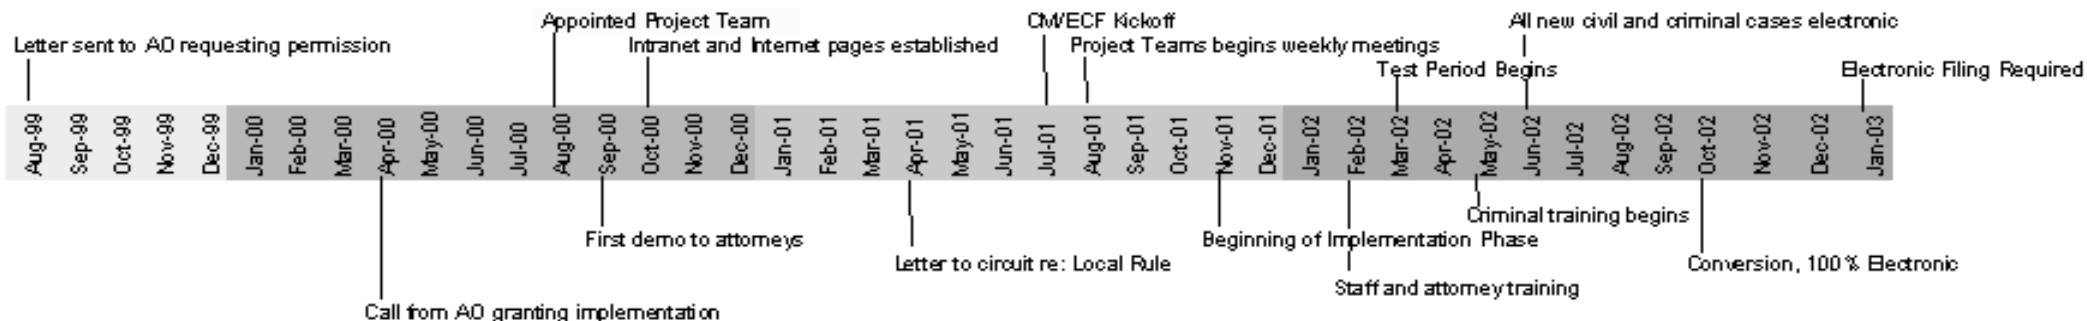 Appointed Project Team
CM/ECF Kickoff
All new civil and criminal cases electronic
Letter sent to AO requesting permission
Intranet and Internet pages established
Project Teams begins weekly meetings
Test Period Begins
Electronic Filing Required
Aug-99
Sep-99
Oct-99
Nov-99
Dec-99
Jan-00
Feb-00
Mar-00
Apr-00
May-00
Jun-00
Jul-00
Aug-00
Sep-00
Oct-00
Nov-00
Dec-00
Jan-01
Feb-01
Mar-01
Apr-01
May-01
Jun-01
Jul-01
Aug-01
Sep-01
Oct-01
Nov-01
Dec-01
Jan-02
Feb-02
Mar-02
Apr-02
May-02
Jun-02
Jul-02
Aug-02
Sep-02
Oct-02
Nov-02
Dec-02
Jan-03
Criminal training begins
First demo to attorneys
Beginning of Implementation Phase
Letter to circuit re: Local Rule
Conversion, 100% Electronic
Staff and attorney training
Call from AO granting implementation